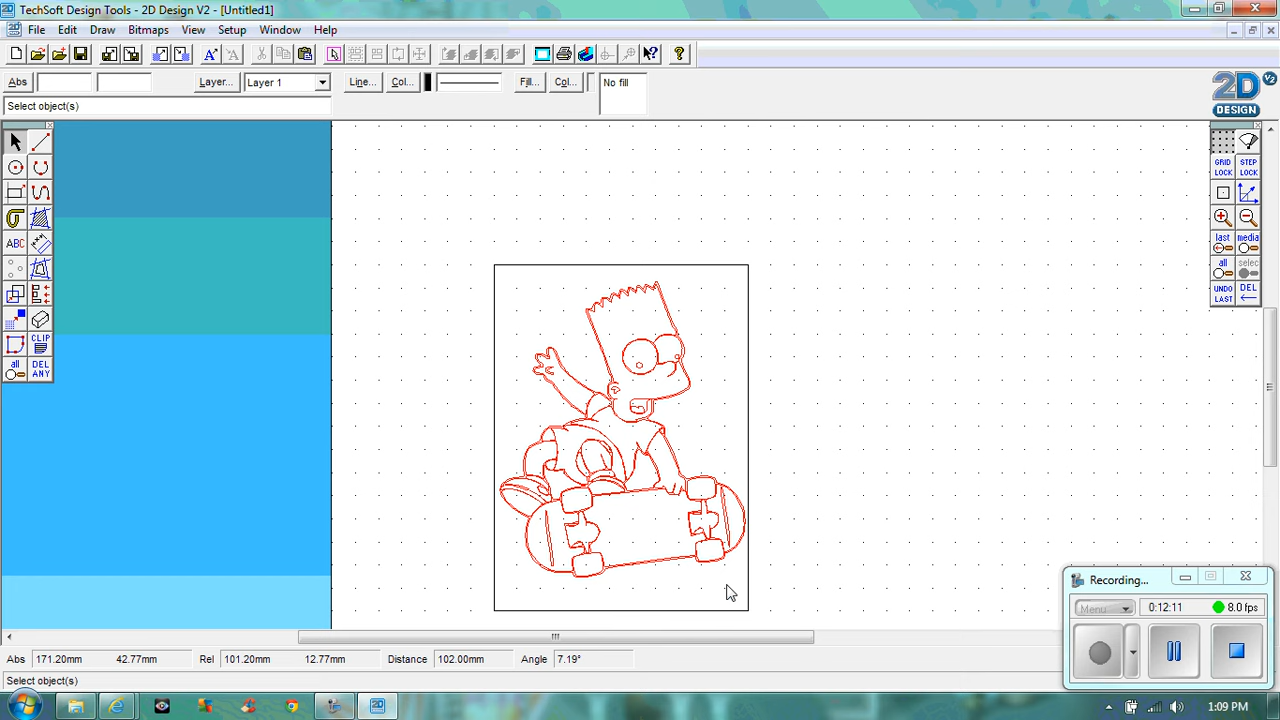 TechSoft Design Tools - 2D Design V2 - [Untitled1]
File Edit Draw Bitmaps View Setup Window Help
Abs Layer... Layer 1 Line... Col... Fill... Col... No fill
Select object(s)
2D V2
DESIGN
GRID LOCK STEP LOCK
ABC
last media
all selec
UNDO LAST DEL
CLIP
all DEL ANY
Recording...
Menu 0:12:11 8.0 fps
Abs 171.20mm 42.77mm Rel 101.20mm 12.77mm Distance 102.00mm Angle 7.19°
Select object(s)
1:09 PM